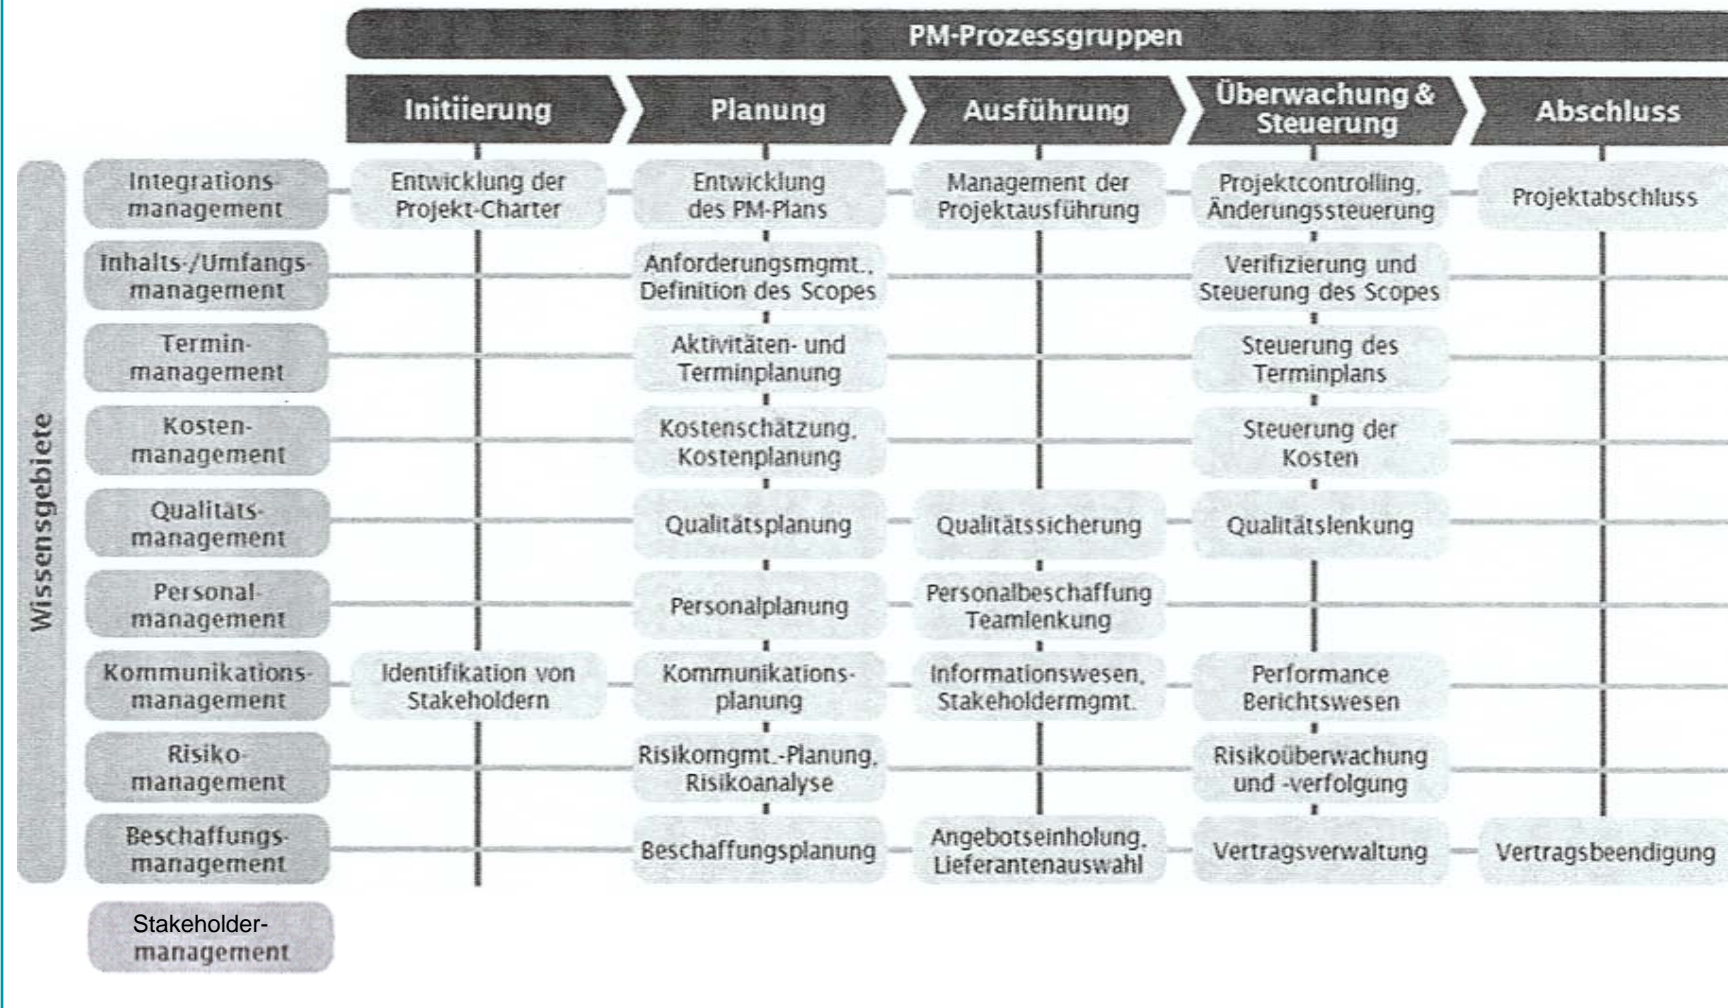 PM-Prozessgruppen
Initiierung
Planung
Ausführung
Überwachung &
Steuerung
Abschluss
Wissensgebiete
Integrations-
management
Entwicklung der
Projekt-Charter
Entwicklung
des PM-Plans
Management der
Projektausführung
Projektcontrolling,
Änderungssteuerung
Projektabschluss
Inhalts-/Umfangs-
management
Anforderungsmgmt.,
Definition des Scopes
Verifizierung und
Steuerung des Scopes
Termin-
management
Aktivitäten- und
Terminplanung
Steuerung des
Terminplans
Kosten-
management
Kostenschätzung,
Kostenplanung
Steuerung der
Kosten
Qualitäts-
management
Qualitätsplanung
Qualitätssicherung
Qualitätslenkung
Personal-
management
Personalplanung
Personalbeschaffung
Teamlenkung
Kommunikations-
management
Identifikation von
Stakeholdern
Kommunikations-
planung
Informationswesen,
Stakeholdermgmt.
Performance
Berichtswesen
Risiko-
management
Risikomgmt.-Planung,
Risikoanalyse
Risikoüberwachung
und -verfolgung
Beschaffungs-
management
Beschaffungsplanung
Angebotseinholung,
Lieferantenauswahl
Vertragsverwaltung
Vertragsbeendigung
Stakeholder-
management